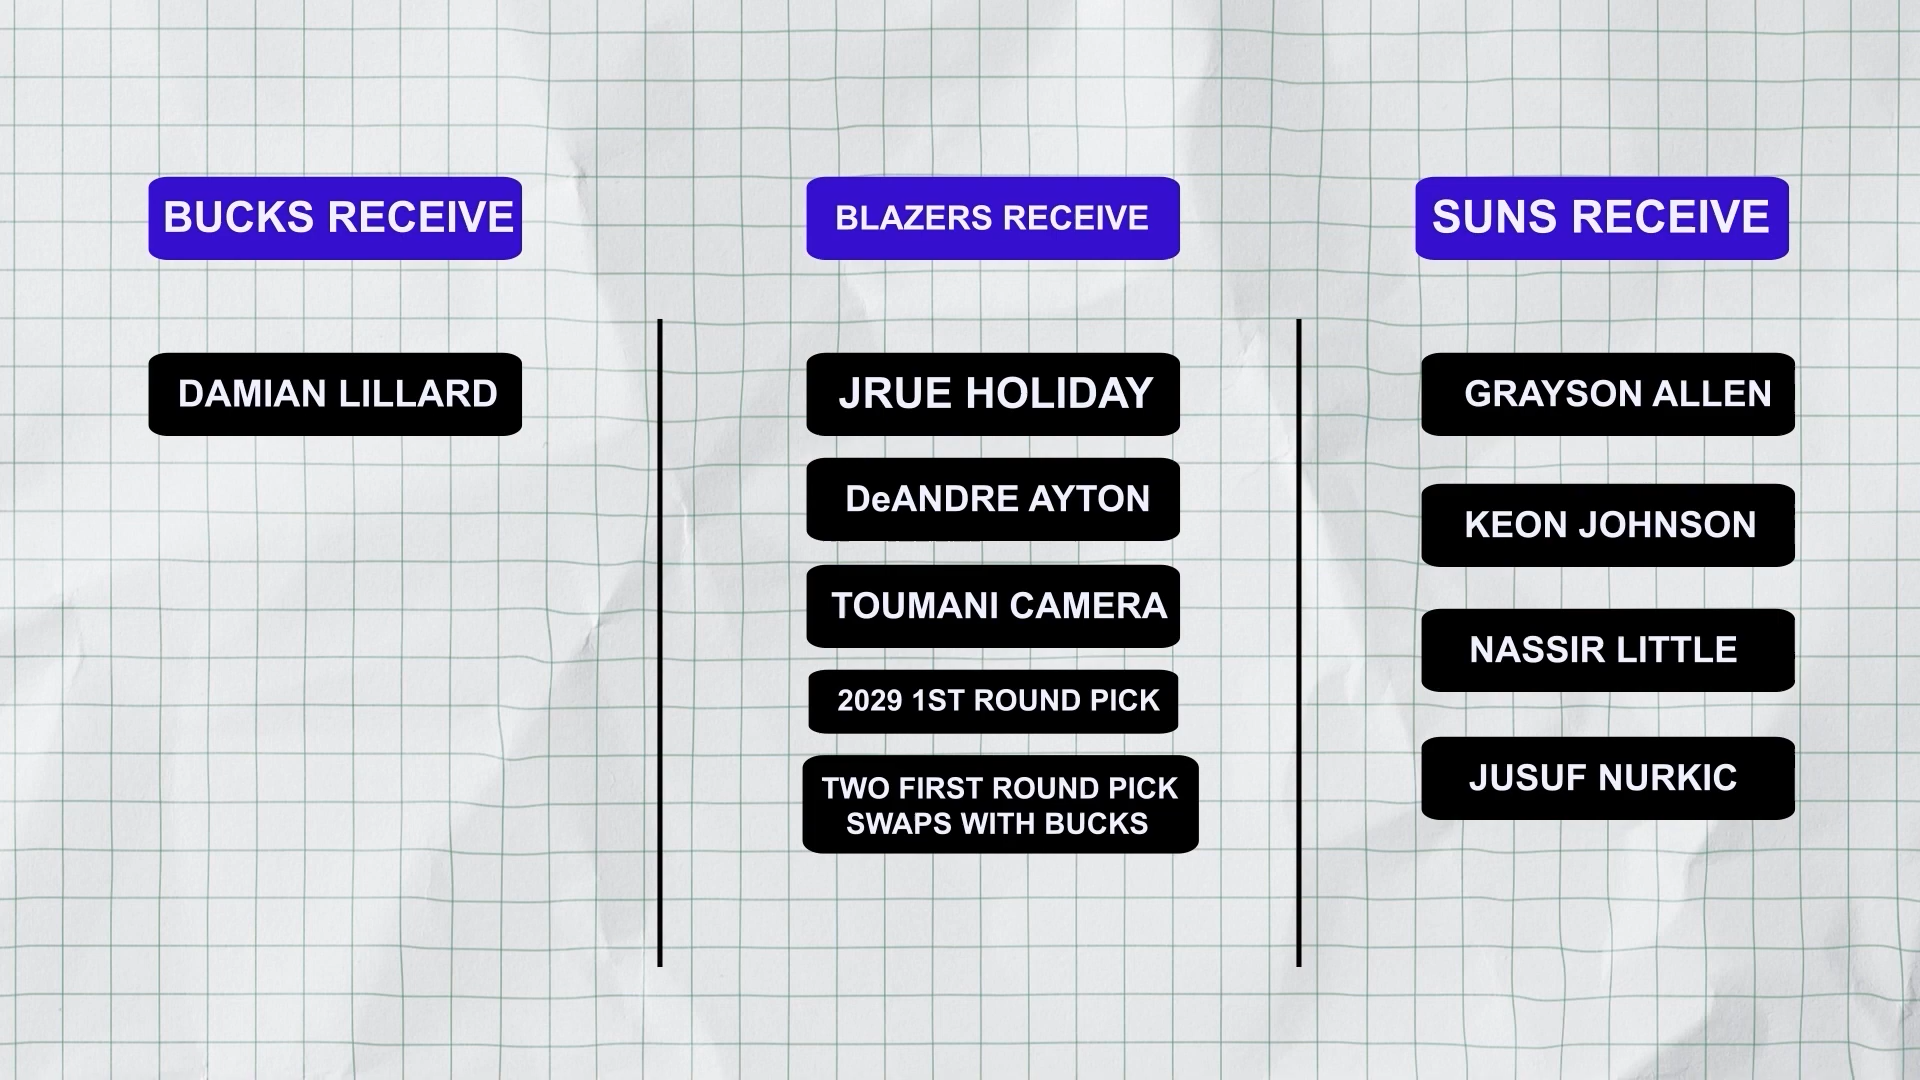 BUCKS RECEIVE
DAMIAN LILLARD
BLAZERS RECEIVE
JRUE HOLIDAY
DeANDRE AYTON
TOUMANI CAMERA
2029 1ST ROUND PICK
TWO FIRST ROUND PICK
SWAPS WITH BUCKS
SUNS RECEIVE
GRAYSON ALLEN
KEON JOHNSON
NASSIR LITTLE
JUSUF NURKIC